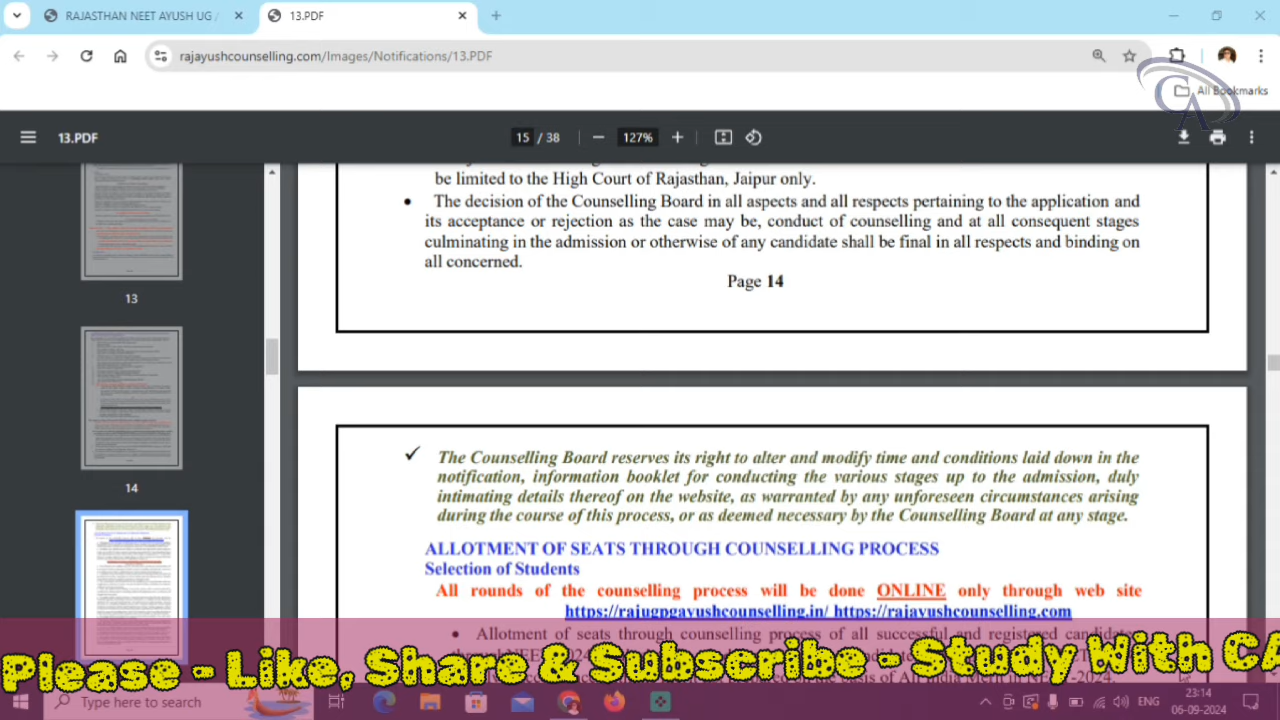 RAJASTHAN NEET AYUSH UG /
13.PDF
rajayushcounselling.com/Images/Notifications/13.PDF
All Bookmarks
CA
13.PDF
15 / 38
127%
be limited to the High Court of Rajasthan, Jaipur only.
• The decision of the Counselling Board in all aspects and all respects pertaining to the application and
its acceptance or rejection as the case may be, conduct of counselling and at all consequent stages
culminating in the admission or otherwise of any candidate shall be final in all respects and binding on
all concerned.
Page 14
13
14
✓ The Counselling Board reserves its right to alter and modify time and conditions laid down in the
notification, information booklet for conducting the various stages up to the admission, duly
intimating details thereof on the website, as warranted by any unforeseen circumstances arising
during the course of this process, or as deemed necessary by the Counselling Board at any stage.
ALLOTMENT OF SEATS THROUGH COUNSELLING PROCESS
Selection of Students
All rounds of the counselling process will be done ONLINE only through web site
https://rajugpgayushcounselling.in/ https://rajayushcounselling.com
• Allotment of seats through counselling process of all successful and registered
Please - Like, Share & Subscribe - Study With CA
Type here to search
ENG
23:14
06-09-2024